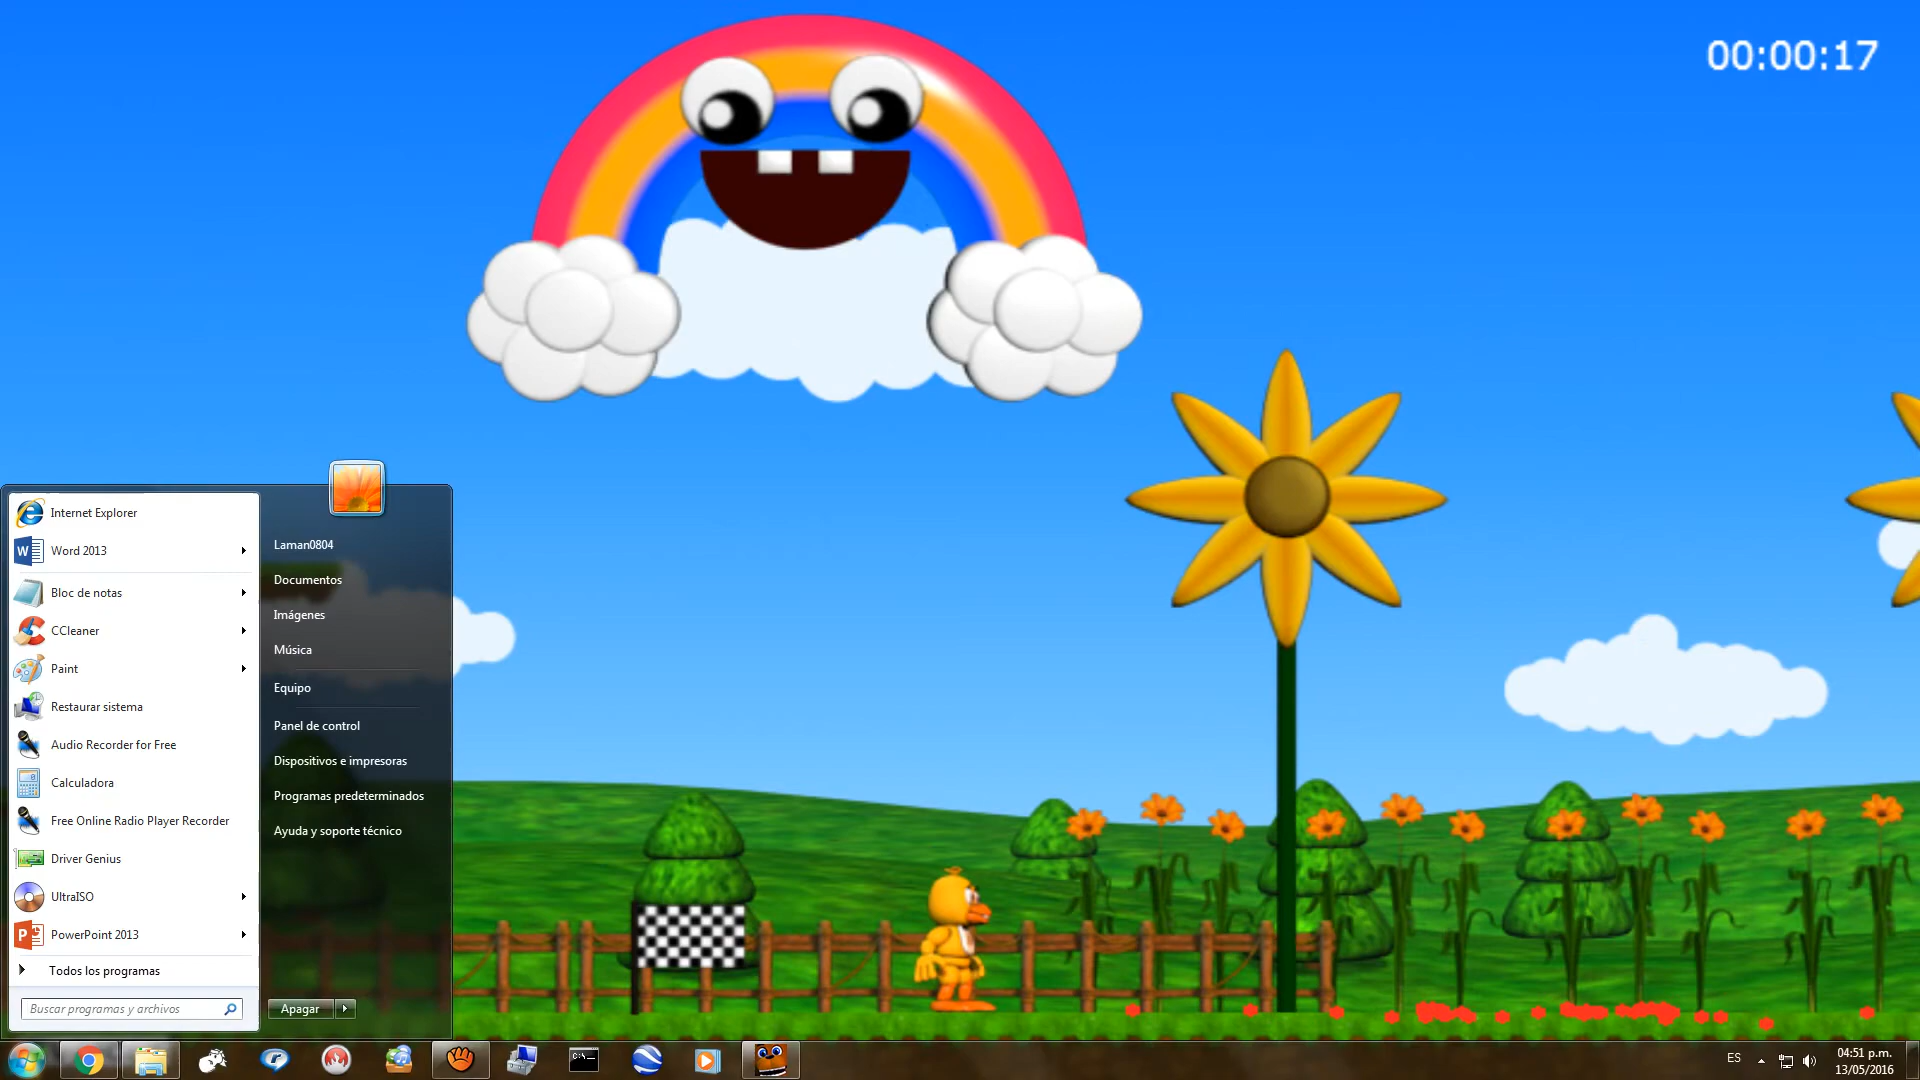 00:00:17
Internet Explorer
Word 2013
Bloc de notas
CCleaner
Paint
Restaurar sistema
Audio Recorder for Free
Calculadora
Free Online Radio Player Recorder
Driver Genius
UltraISO
PowerPoint 2013
Todos los programas
Buscar programas y archivos
Laman0804
Documentos
Imágenes
Música
Equipo
Panel de control
Dispositivos e impresoras
Programas predeterminados
Ayuda y soporte técnico
Apagar
ES
04:51 p.m.
13/05/2016